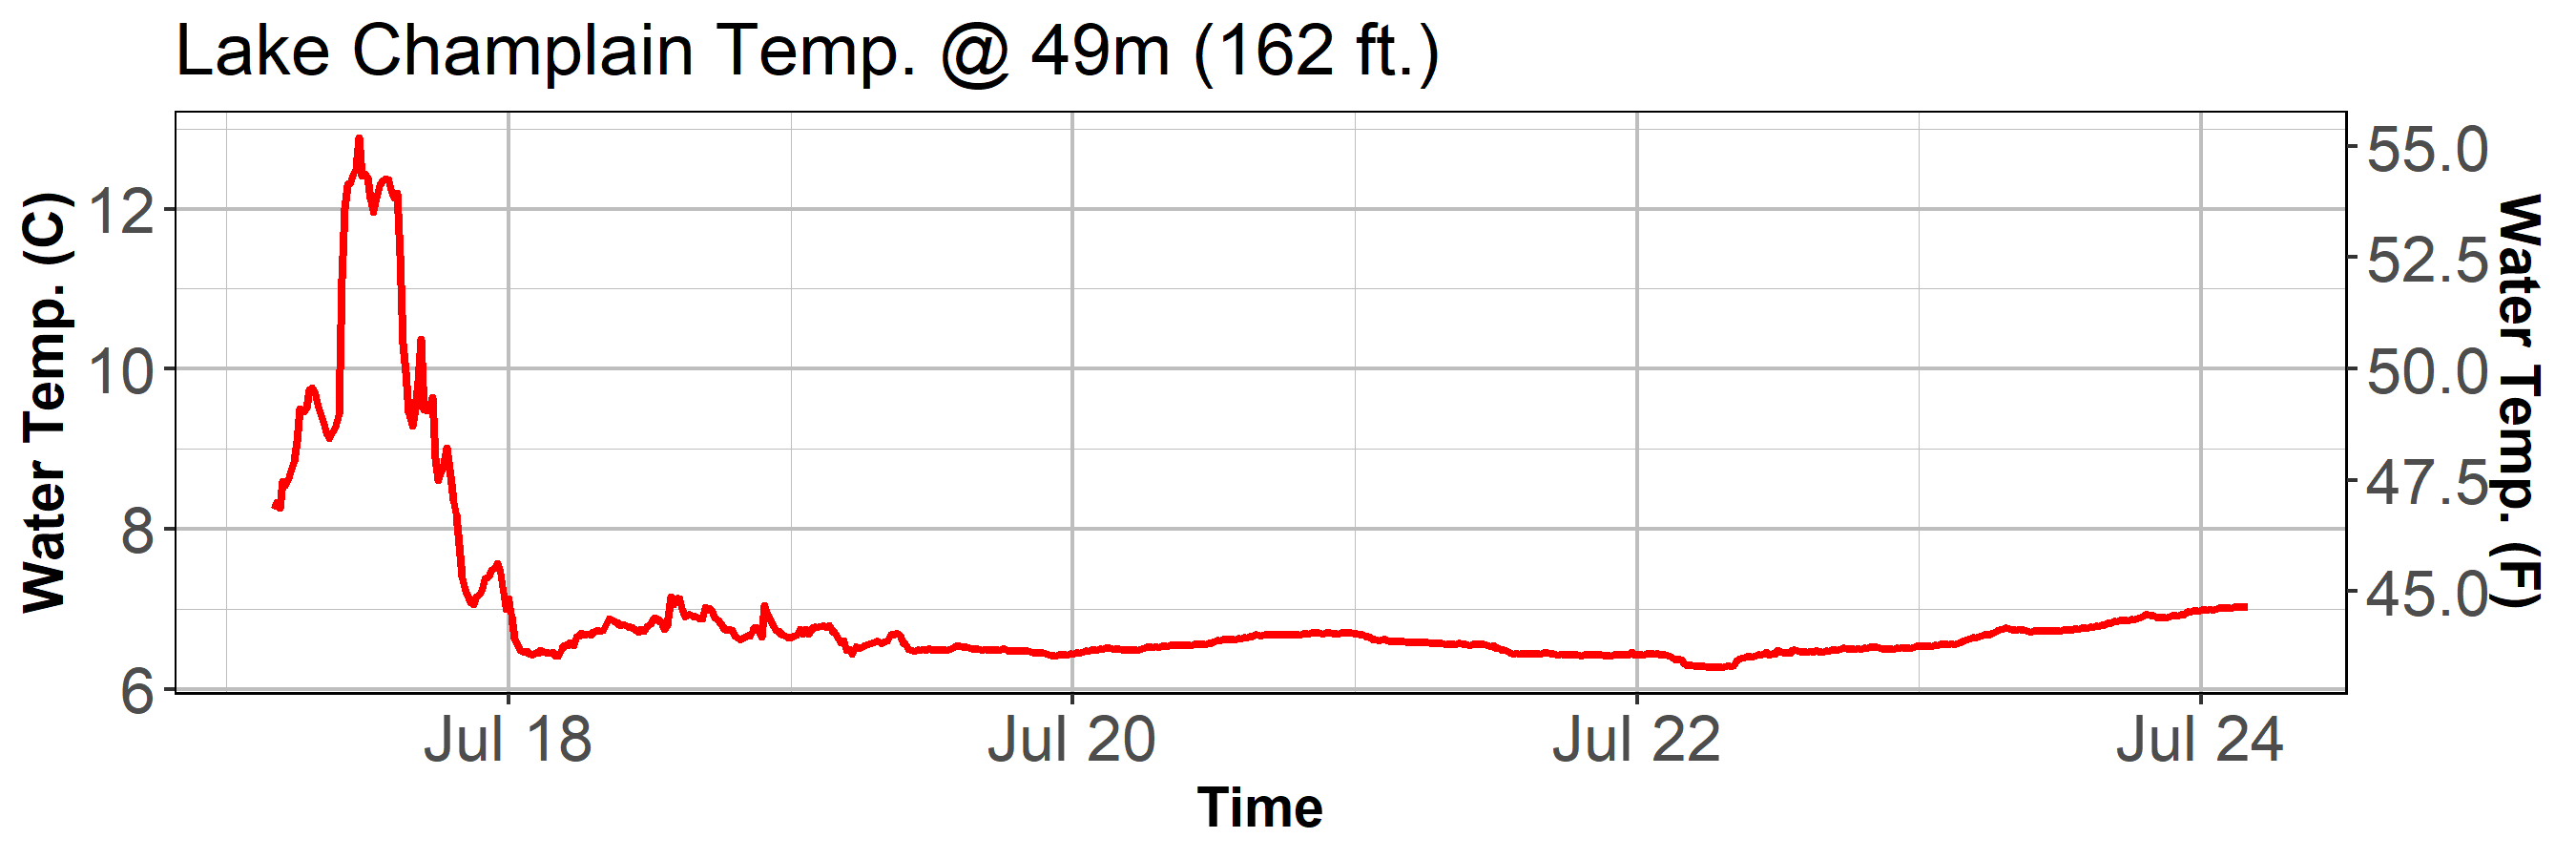 Lake Champlain Temp. @ 49m (162 ft.)
Water Temp. (C)
12
10
8
6
55.0
52.5
50.0
47.5
45.0
Water Temp. (F)
Jul 18
Jul 20
Jul 22
Jul 24
Time